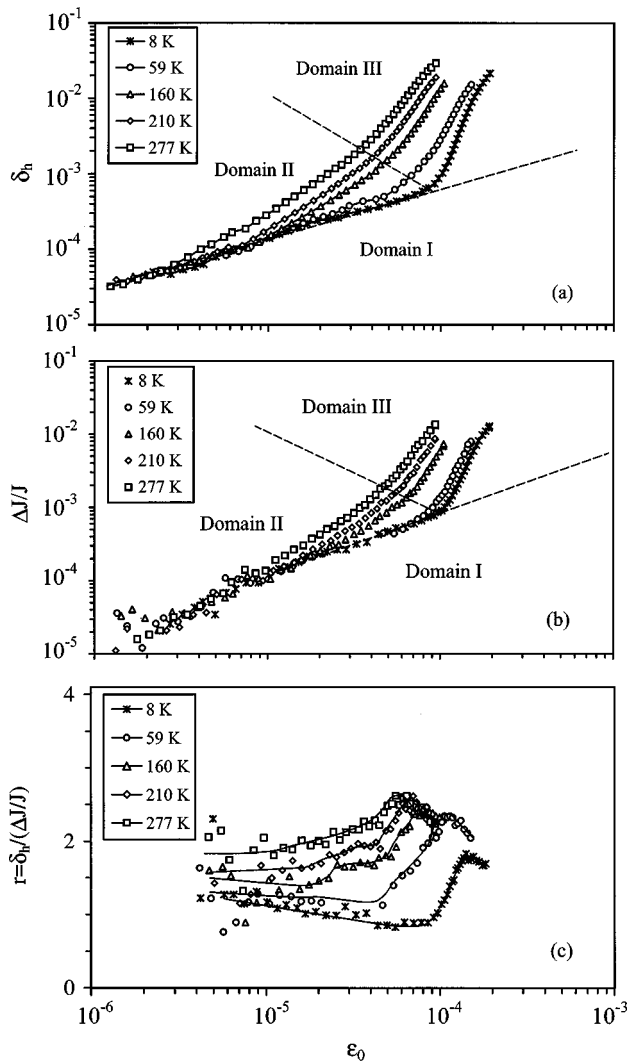 10⁻¹
10⁻²
10⁻³
10⁻⁴
10⁻⁵
δh
8 K
59 K
160 K
210 K
277 K
Domain III
Domain II
Domain I
(a)
10⁻¹
10⁻²
10⁻³
10⁻⁴
10⁻⁵
ΔJ/J
8 K
59 K
160 K
210 K
277 K
Domain III
Domain II
Domain I
(b)
4
2
0
r=δh/(ΔJ/J)
8 K
59 K
160 K
210 K
277 K
(c)
10⁻⁶ 10⁻⁵ 10⁻⁴ 10⁻³
ε₀